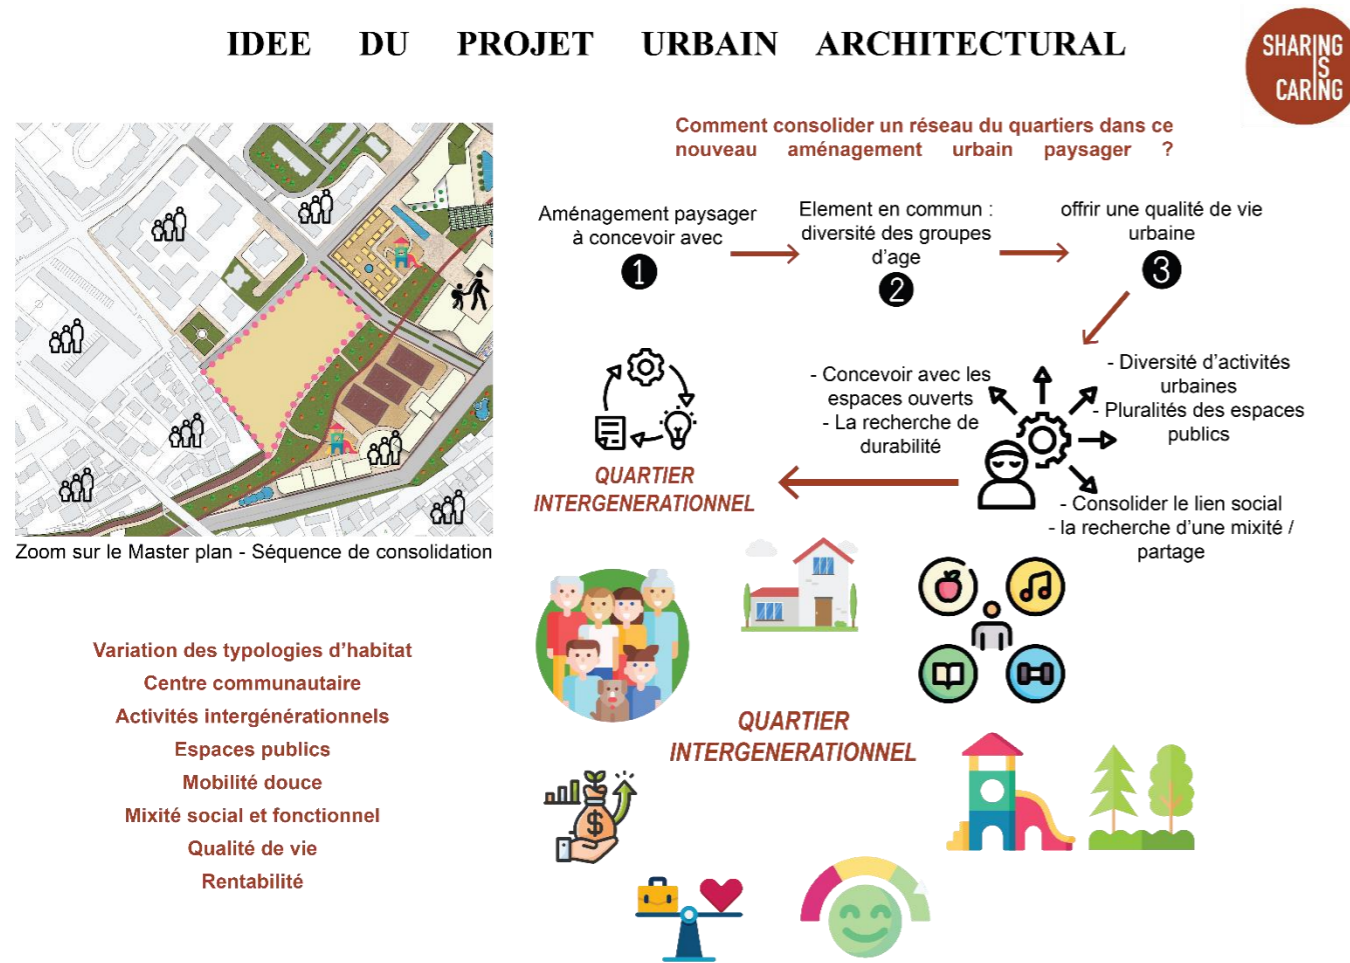 IDEE DU PROJET URBAIN ARCHITECTURAL
SHARING
IS
CARING
Comment consolider un réseau du quartiers dans ce
nouveau aménagement urbain paysager ?
Aménagement paysager
à concevoir avec
1
Element en commun :
diversité des groupes
d'age
2
offrir une qualité de vie
urbaine
3
- Concevoir avec les
espaces ouverts
- La recherche de
durabilité
- Diversité d'activités
urbaines
- Pluralités des espaces
publics
- Consolider le lien social
- la recherche d'une mixité /
partage
QUARTIER
INTERGENERATIONNEL
Zoom sur le Master plan - Séquence de consolidation
Variation des typologies d'habitat
Centre communautaire
Activités intergénérationnels
Espaces publics
Mobilité douce
Mixité social et fonctionnel
Qualité de vie
Rentabilité
QUARTIER
INTERGENERATIONNEL
$